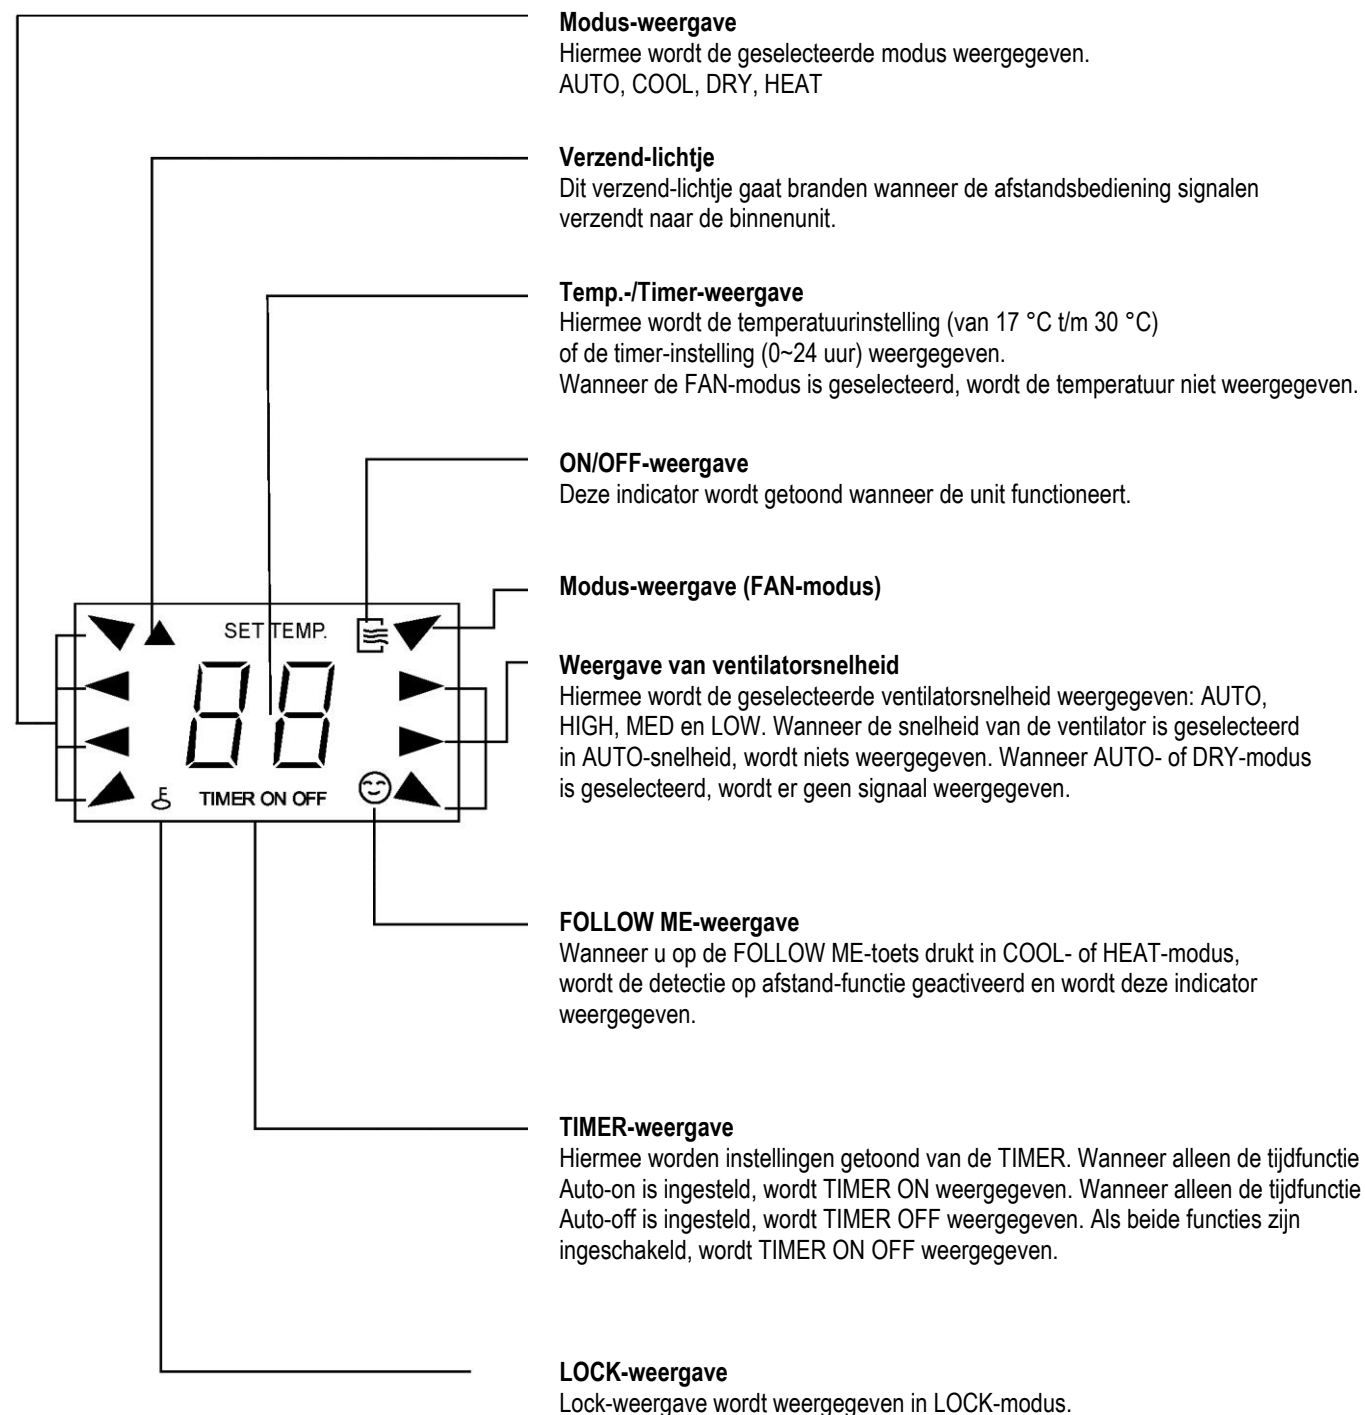 Modus-weergave
Hiermee wordt de geselecteerde modus weergegeven.
AUTO, COOL, DRY, HEAT
Verzend-lichtje
Dit verzend-lichtje gaat branden wanneer de afstandsbediening signalen
verzendt naar de binnenunit.
Temp.-/Timer-weergave
Hiermee wordt de temperatuurinstelling (van 17 °C t/m 30 °C)
of de timer-instelling (0~24 uur) weergegeven.
Wanneer de FAN-modus is geselecteerd, wordt de temperatuur niet weergegeven.
ON/OFF-weergave
Deze indicator wordt getoond wanneer de unit functioneert.
Modus-weergave (FAN-modus)
SET TEMP.
88
TIMER ON OFF
Weergave van ventilatorsnelheid
Hiermee wordt de geselecteerde ventilatorsnelheid weergegeven: AUTO,
HIGH, MED en LOW. Wanneer de snelheid van de ventilator is geselecteerd
in AUTO-snelheid, wordt niets weergegeven. Wanneer AUTO- of DRY-modus
is geselecteerd, wordt er geen signaal weergegeven.
FOLLOW ME-weergave
Wanneer u op de FOLLOW ME-toets drukt in COOL- of HEAT-modus,
wordt de detectie op afstand-functie geactiveerd en wordt deze indicator
weergegeven.
TIMER-weergave
Hiermee worden instellingen getoond van de TIMER. Wanneer alleen de tijdfunctie
Auto-on is ingesteld, wordt TIMER ON weergegeven. Wanneer alleen de tijdfunctie
Auto-off is ingesteld, wordt TIMER OFF weergegeven. Als beide functies zijn
ingeschakeld, wordt TIMER ON OFF weergegeven.
LOCK-weergave
Lock-weergave wordt weergegeven in LOCK-modus.